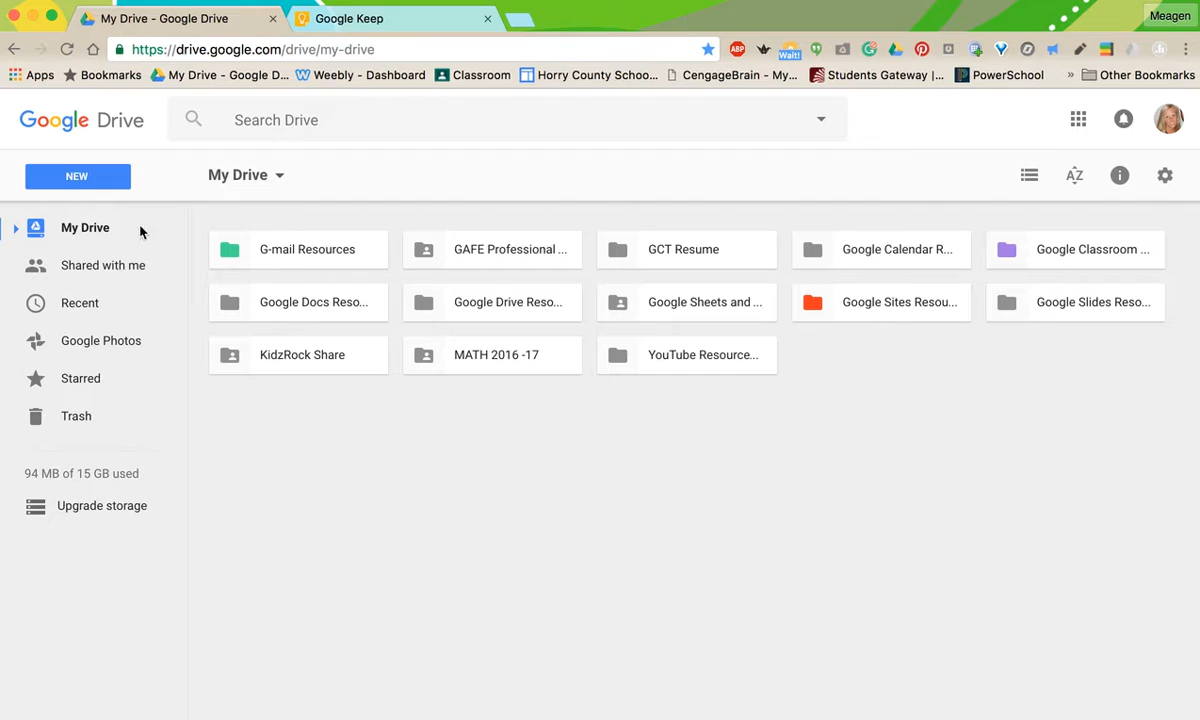 My Drive - Google Drive
Google Keep
Meagen
https://drive.google.com/drive/my-drive
ABP
Wait!
Apps
Bookmarks
My Drive - Google D...
Weebly - Dashboard
Classroom
Horry County Schoo...
CengageBrain - My...
Students Gateway |...
PowerSchool
»
Other Bookmarks
Google Drive
Search Drive
NEW
My Drive
AZ
My Drive
Shared with me
Recent
Google Photos
Starred
Trash
94 MB of 15 GB used
Upgrade storage
G-mail Resources
GAFE Professional ...
GCT Resume
Google Calendar R...
Google Classroom ...
Google Docs Reso...
Google Drive Reso...
Google Sheets and ...
Google Sites Resou...
Google Slides Reso...
KidzRock Share
MATH 2016 -17
YouTube Resource...